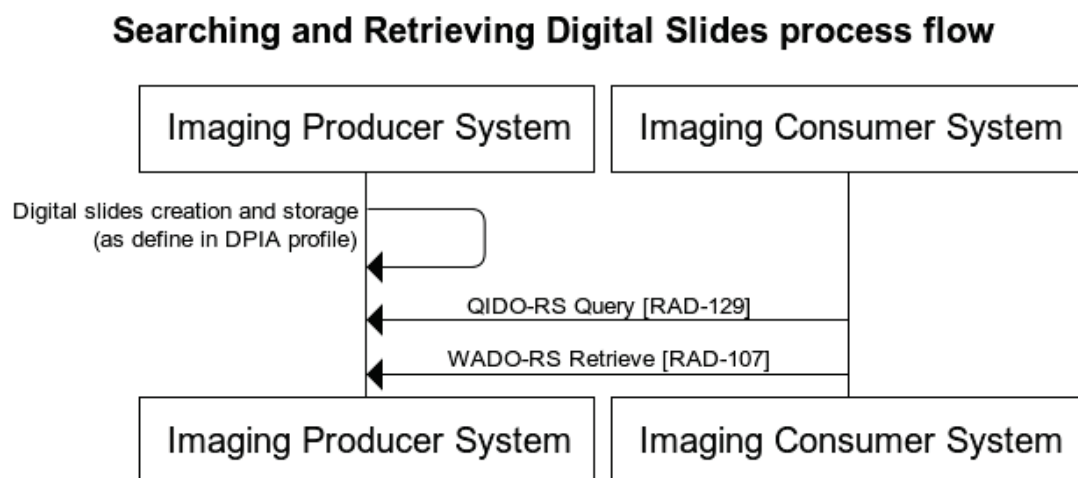 Searching and Retrieving Digital Slides process flow
Imaging Producer System
Imaging Consumer System
Digital slides creation and storage
(as define in DPIA profile)
QIDO-RS Query [RAD-129]
WADO-RS Retrieve [RAD-107]
Imaging Producer System
Imaging Consumer System